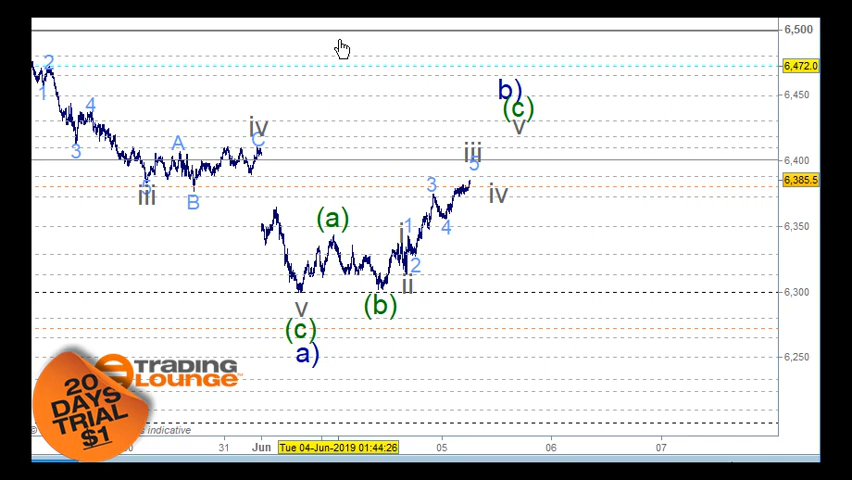 6,500
2
6,472.0
1
b)
6,450
(c)
4
iv
v
A
C
iii
3
6,400
5
5
6,385.5
3
iv
iii
B
(a)
4
i
1
6,350
2
ii
6,300
(b)
v
(c)
a)
6,250
eTrading
Lounge
20
DAYS
TRIAL
$1
indicative
31
Jun
Tue 04-Jun-2019 01:44:26
05
06
07